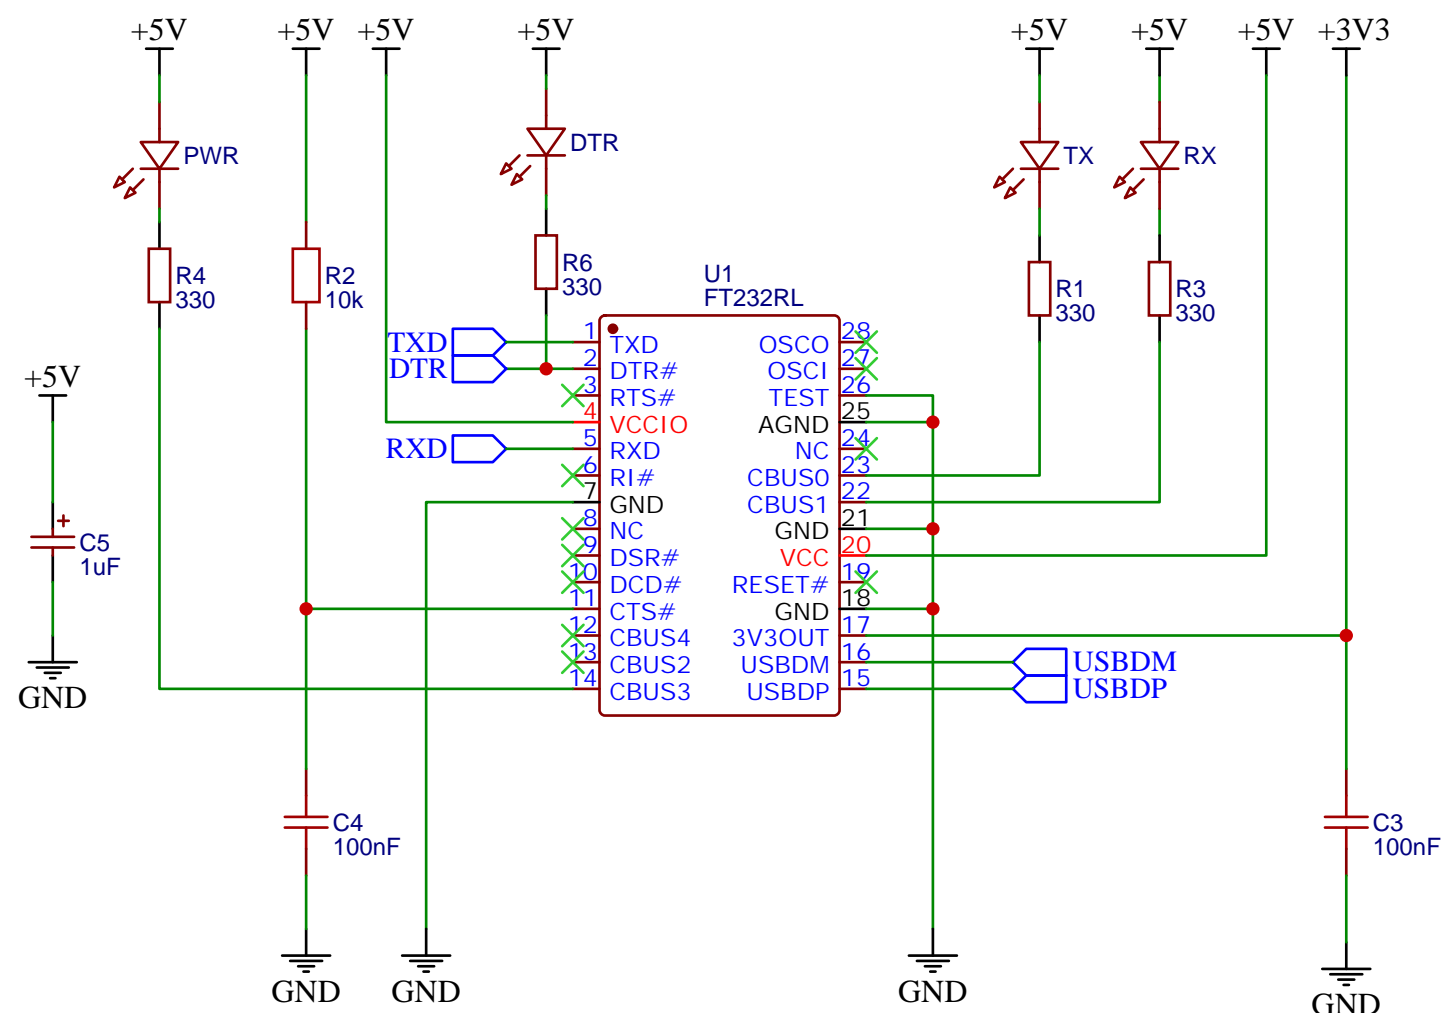 +5V
+5V
+5V
+5V
+5V
+5V
+5V
+3V3
PWR
DTR
TX
RX
R4
330
R2
10k
R6
330
R1
330
R3
330
U1
FT232RL
TXD
DTR
RXD
1
TXD
2
DTR#
3
RTS#
4
VCCIO
5
RXD
6
RI#
7
GND
8
NC
9
DSR#
10
DCD#
11
CTS#
12
CBUS4
13
CBUS2
14
CBUS3
28
OSCO
27
OSCI
26
TEST
25
AGND
24
NC
23
CBUS0
22
CBUS1
21
GND
20
VCC
19
RESET#
18
GND
17
3V3OUT
16
USBDM
15
USBDP
USBDM
USBDP
+5V
+
C5
1uF
GND
C4
100nF
C3
100nF
GND
GND
GND
GND